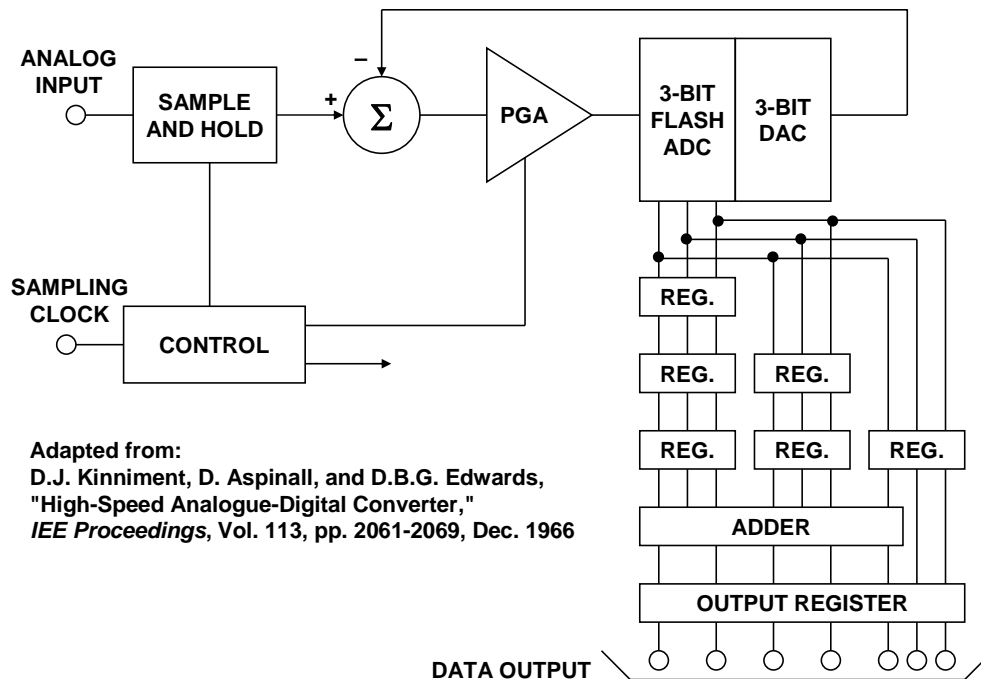 ANALOG
INPUT
SAMPLE
AND HOLD
+
–
Σ
PGA
3-BIT
FLASH
ADC
3-BIT
DAC
SAMPLING
CLOCK
CONTROL
REG.
REG.
REG.
REG.
REG.
REG.
ADDER
OUTPUT REGISTER
DATA OUTPUT
Adapted from:
D.J. Kinniment, D. Aspinall, and D.B.G. Edwards,
"High-Speed Analogue-Digital Converter,"
IEE Proceedings, Vol. 113, pp. 2061-2069, Dec. 1966